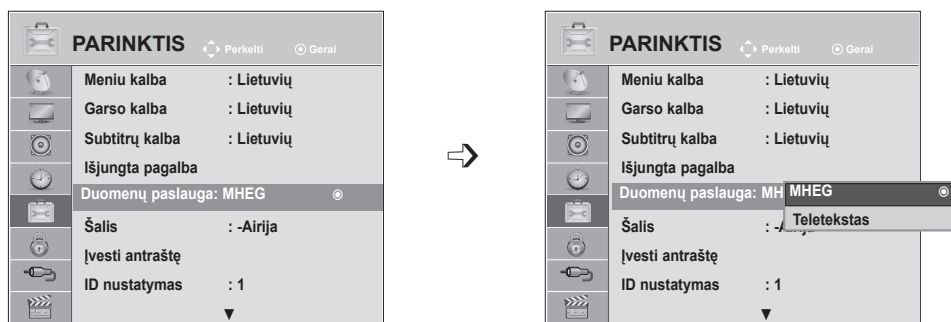 PARINKTIS Perkelti Gerai
Meniu kalba : Lietuvių
Garso kalba : Lietuvių
Subtitrų kalba : Lietuvių
Išjungta pagalba
Duomenų paslauga: MHEG
Šalis : -Airija
Įvesti antraštę
ID nustatymas : 1
PARINKTIS Perkelti Gerai
Meniu kalba : Lietuvių
Garso kalba : Lietuvių
Subtitrų kalba : Lietuvių
Išjungta pagalba
Duomenų paslauga: MH
MHEG
Teletekstas
Šalis : -
Įvesti antraštę
ID nustatymas : 1